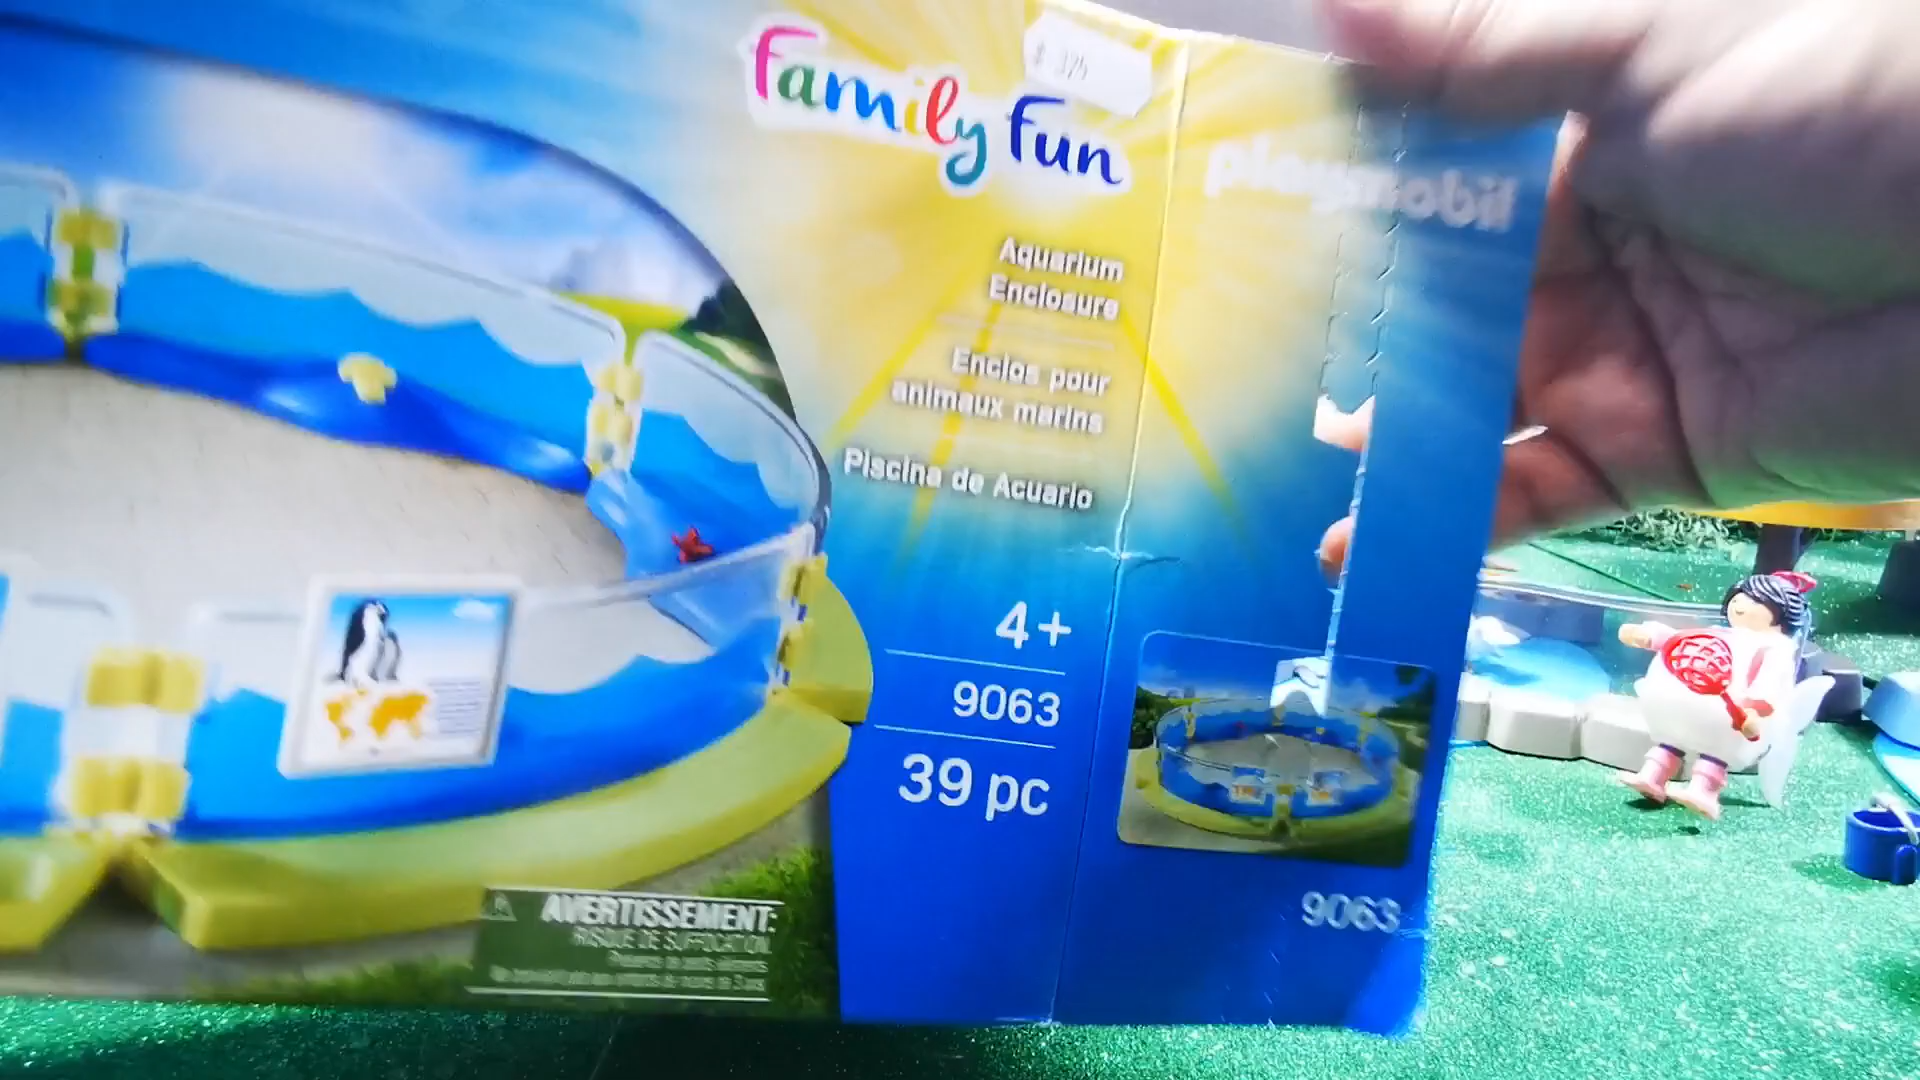 Family Fun
$ 325
playmobil
Aquarium
Enclosure
Enclos pour
animaux marins
Piscina de Acuario
4+
9063
39 pc
9063
AVERTISSEMENT:
RISQUE DE SUFFOCATION